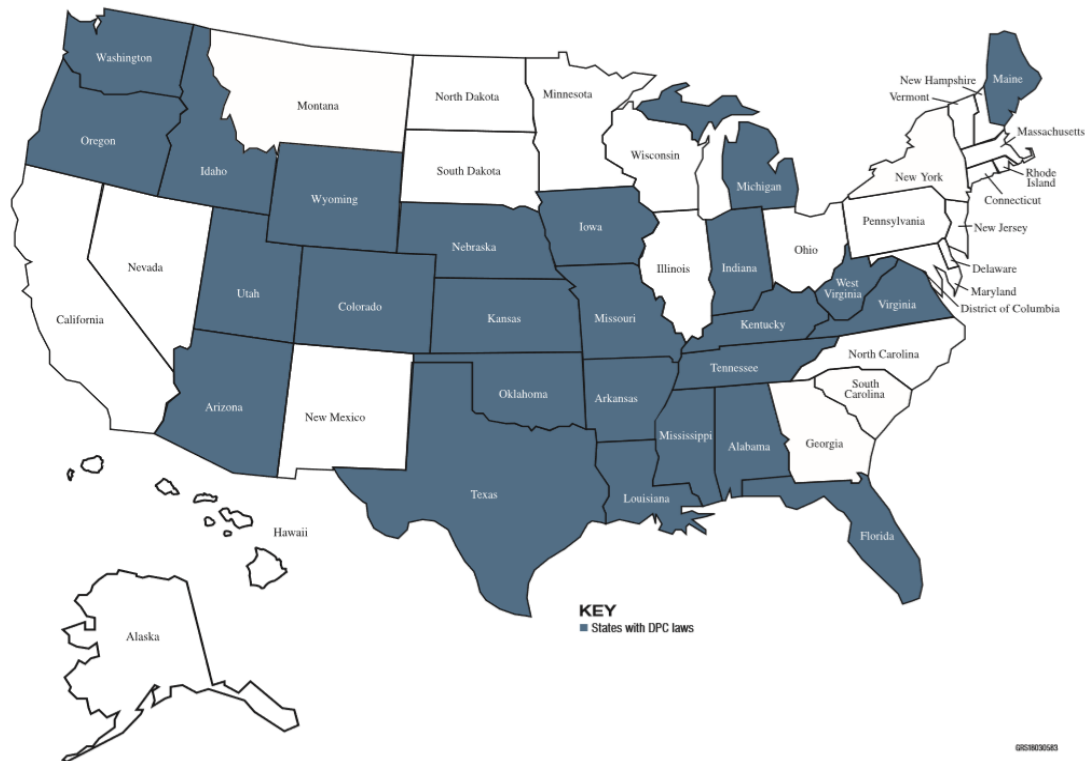 Washington
Oregon
Idaho
Montana
Wyoming
North Dakota
South Dakota
Minnesota
Wisconsin
Michigan
Iowa
Nebraska
Nevada
Utah
Colorado
California
Kansas
Missouri
Illinois
Indiana
Ohio
Kentucky
West
Virginia
Virginia
Pennsylvania
New York
New Hampshire
Vermont
Maine
Massachusetts
Rhode
Island
Connecticut
New Jersey
Delaware
Maryland
District of Columbia
North Carolina
South
Carolina
Tennessee
Arizona
New Mexico
Oklahoma
Arkansas
Mississippi
Alabama
Georgia
Texas
Louisiana
Florida
Hawaii
Alaska
KEY
States with DPC laws
GRS18030583